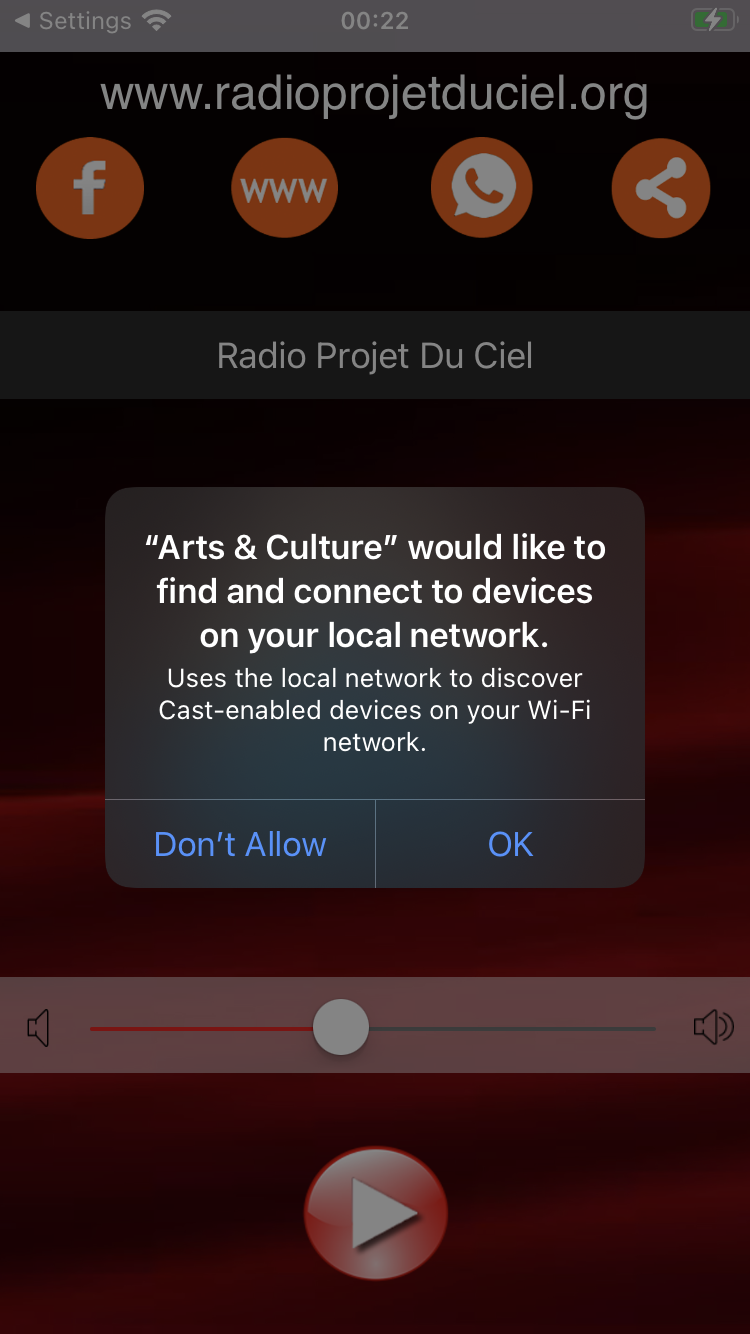 Settings
00:22
www.radioprojetduciel.org
f
www
Radio Projet Du Ciel
“Arts & Culture” would like to
find and connect to devices
on your local network.
Uses the local network to discover
Cast-enabled devices on your Wi-Fi
network.
Don’t Allow
OK